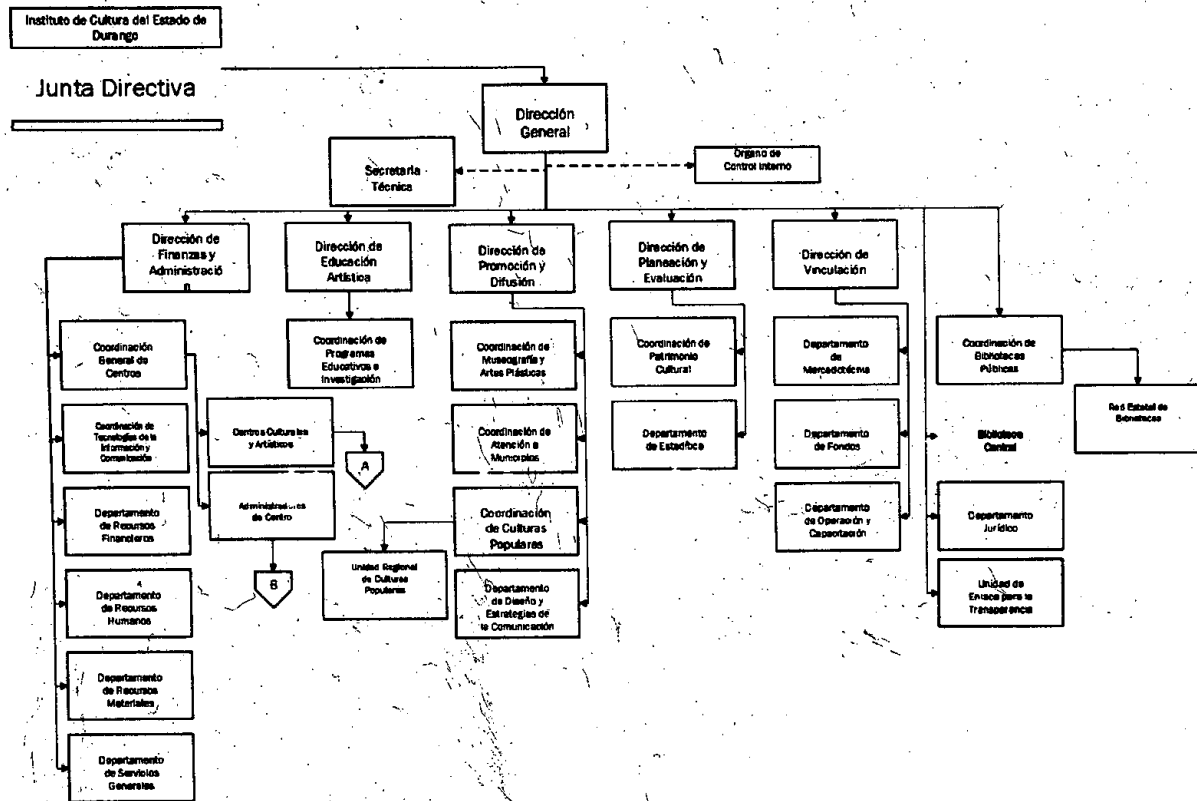 Instituto de Cultura del Estado de
Durango
Junta Directiva
Dirección
General
Secretaría
Técnica
Organo de
Control Interno
Dirección de
Finanzas y
Administració
n
Dirección de
Educación
Artística
Dirección de
Promoción y
Difusión
Dirección de
Planeación y
Evaluación
Dirección de
Vinculación
Coordinación
General de
Centros
Coordinación de
Programas
Educativos e
Investigación
Coordinación de
Museografía y
Artes Plásticas
Coordinación de
Patrimonio
Cultural
Departamento
de
Mercadotecnia
Coordinación de
Bibliotecas
Públicas
Red Estatal de
Bibliotecas
Coordinación de
Tecnologías de la
Información y
Comunicación
Centros Culturales
y Artísticos
A
Coordinación de
Atención a
Municipios
Departamento
de Estadística
Departamento
de Fondos
Biblioteca
Central
Departamento
de Recursos
Financieros
Administradores
de Centro
B
Coordinación
de Culturas
Populares
Unidad Regional
de Culturas
Populares
Departamento
de Operación y
Capacitación
Departamento
Jurídico
Departamento
de Recursos
Humanos
Departamento
de Diseño y
Estrategias de
la Comunicación
Unidad de
Enlace para la
Transparencia
Departamento
de Recursos
Materiales
Departamento
de Servicios
Generales